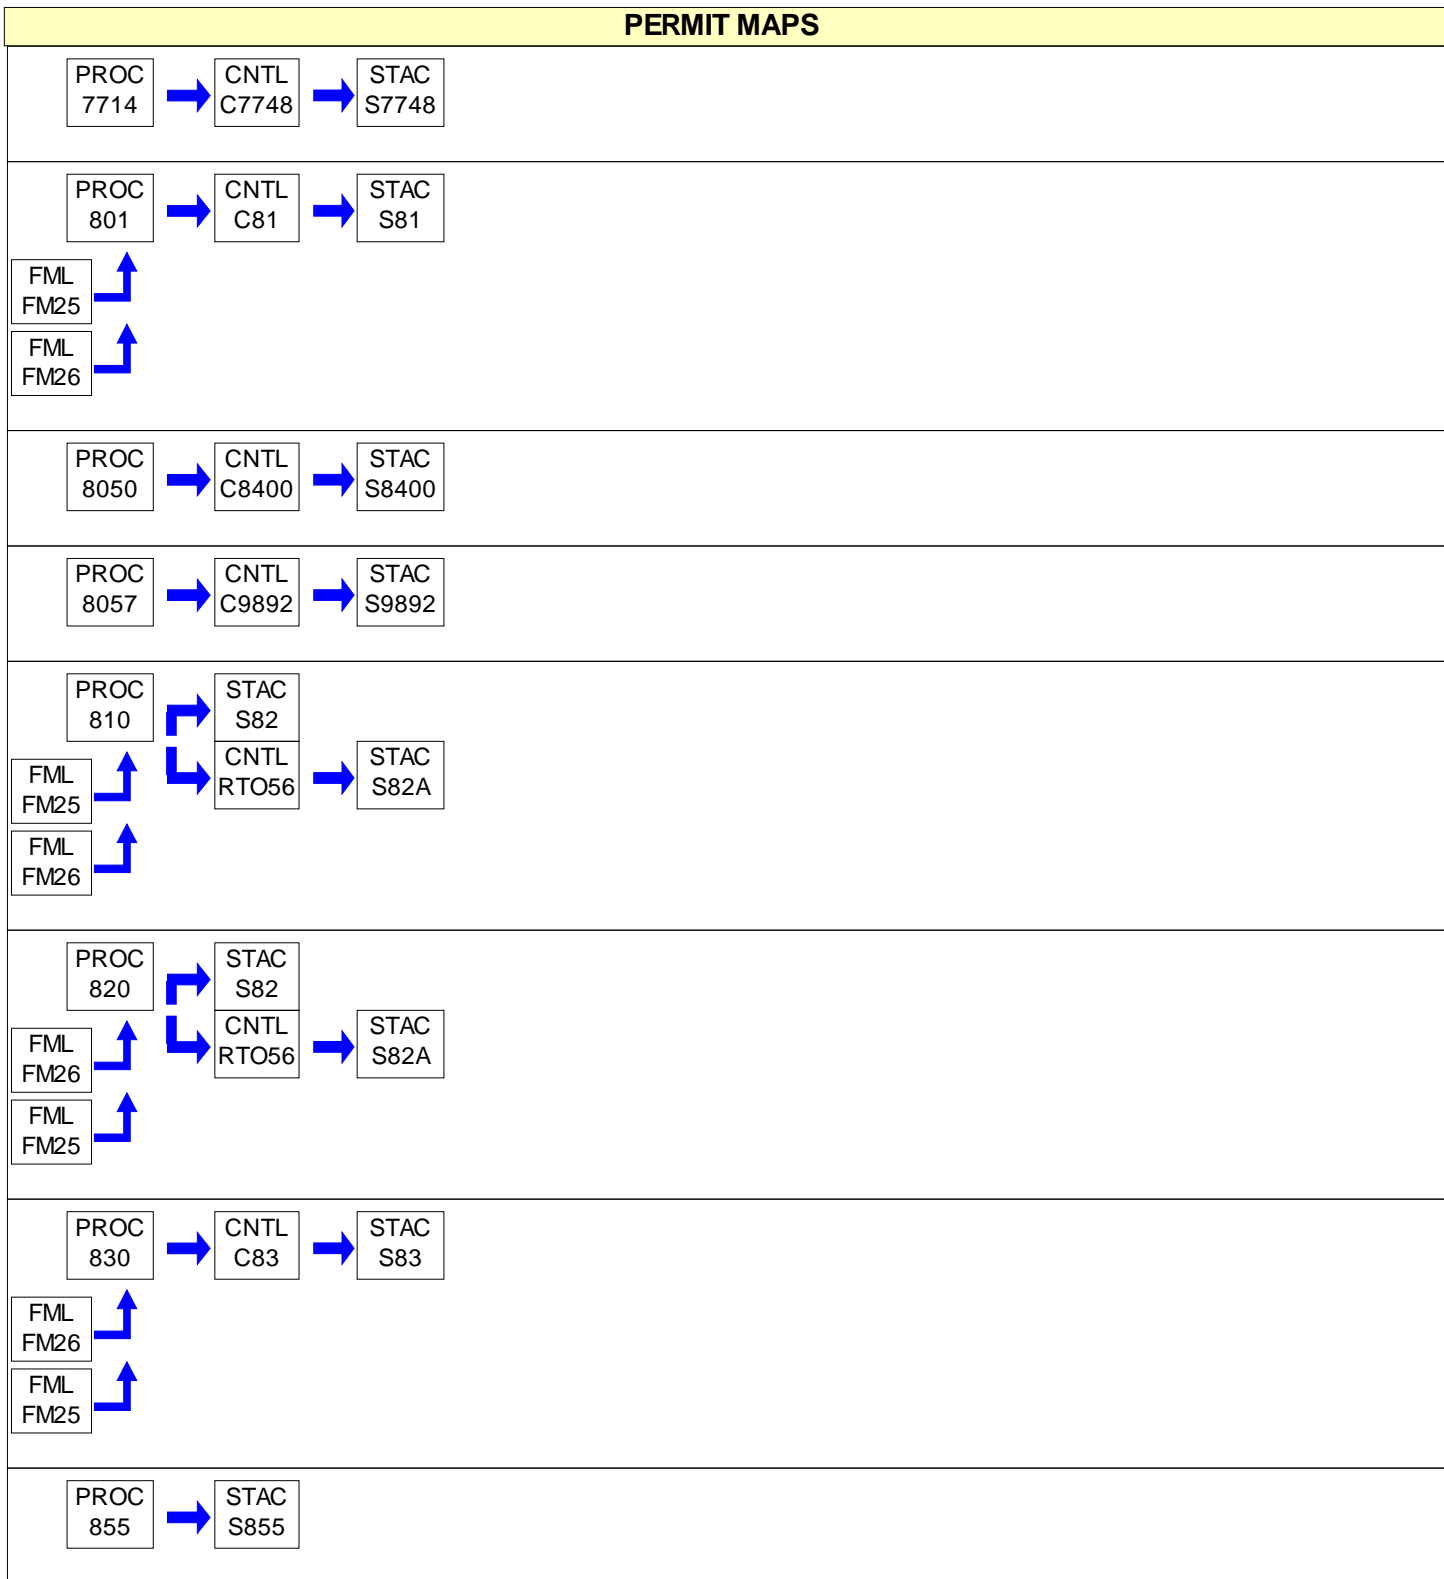 PERMIT MAPS
PROC CNTL STAC
7714 C7748 S7748
PROC CNTL STAC
801 C81 S81
FML
FM25
FML
FM26
PROC CNTL STAC
8050 C8400 S8400
PROC CNTL STAC
8057 C9892 S9892
PROC STAC
810 S82
CNTL STAC
RTO56 S82A
FML
FM25
FML
FM26
PROC STAC
820 S82
CNTL STAC
RTO56 S82A
FML
FM26
FML
FM25
PROC CNTL STAC
830 C83 S83
FML
FM26
FML
FM25
PROC STAC
855 S855